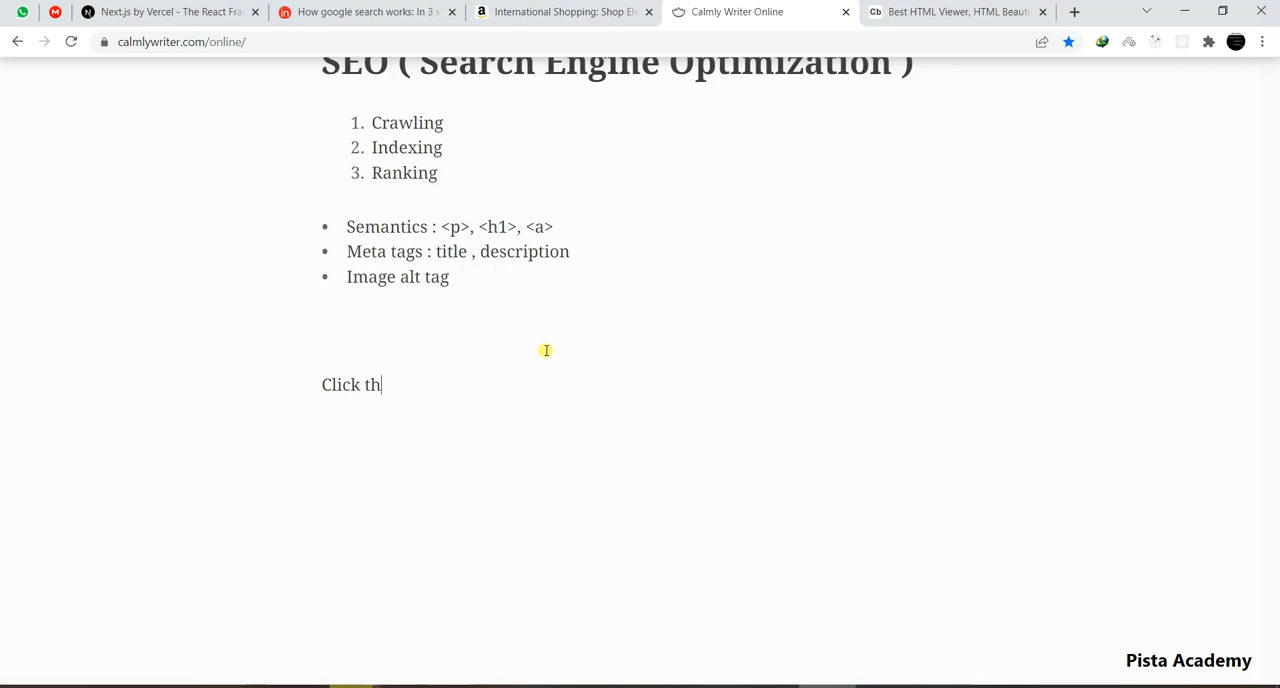 Next.js by Vercel - The React Fra
How google search works: In 3 s
International Shopping: Shop Ele
Calmly Writer Online
Cb Best HTML Viewer, HTML Beauti
calmlywriter.com/online/
SEO ( Search Engine Optimization )
1. Crawling
2. Indexing
3. Ranking
• Semantics : <p>, <h1>, <a>
• Meta tags : title , description
• Image alt tag
Click th
Pista Academy